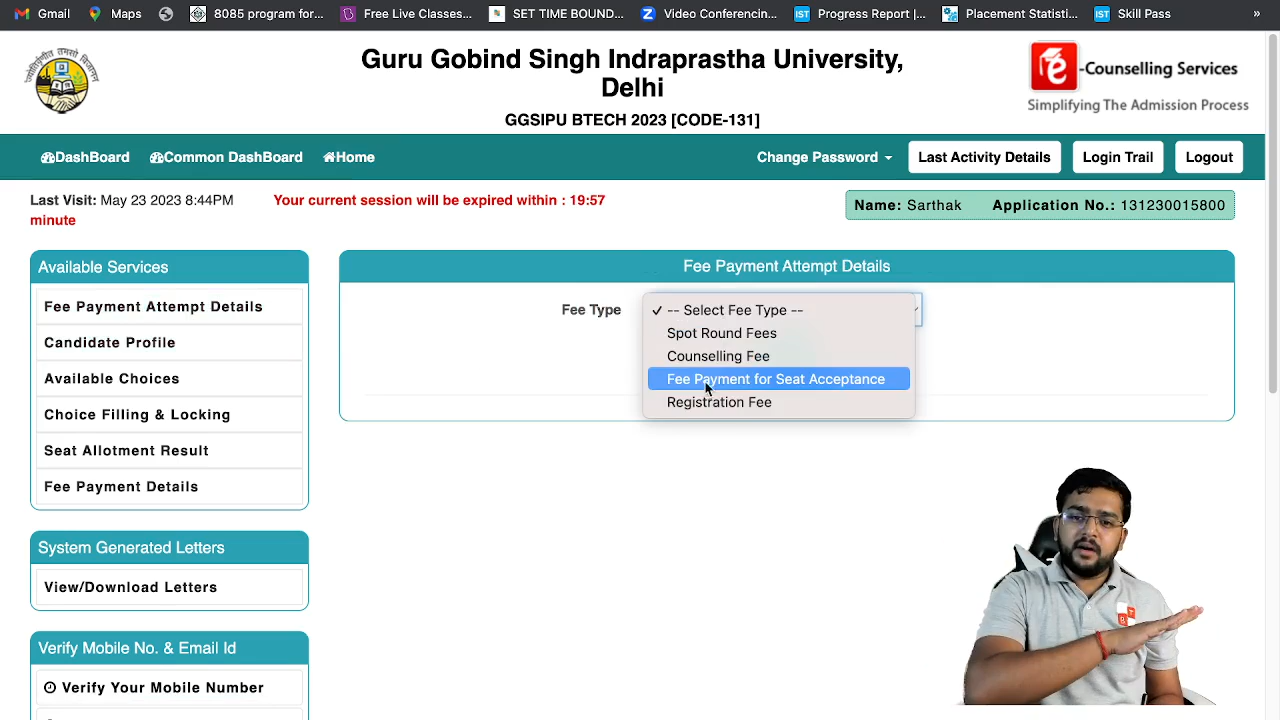 Gmail
Maps
8085 program for...
Free Live Classes...
SET TIME BOUND...
Video Conferencin...
Progress Report |...
Placement Statisti...
Skill Pass
»
Guru Gobind Singh Indraprastha University,
Delhi
GGSIPU BTECH 2023 [CODE-131]
e-Counselling Services
Simplifying The Admission Process
DashBoard
Common DashBoard
Home
Change Password
Last Activity Details
Login Trail
Logout
Last Visit: May 23 2023 8:44PM
Your current session will be expired within : 19:57
minute
Name: Sarthak
Application No.: 131230015800
Available Services
Fee Payment Attempt Details
Candidate Profile
Available Choices
Choice Filling & Locking
Seat Allotment Result
Fee Payment Details
System Generated Letters
View/Download Letters
Verify Mobile No. & Email Id
Verify Your Mobile Number
Fee Payment Attempt Details
Fee Type
✓ -- Select Fee Type --
Spot Round Fees
Counselling Fee
Fee Payment for Seat Acceptance
Registration Fee